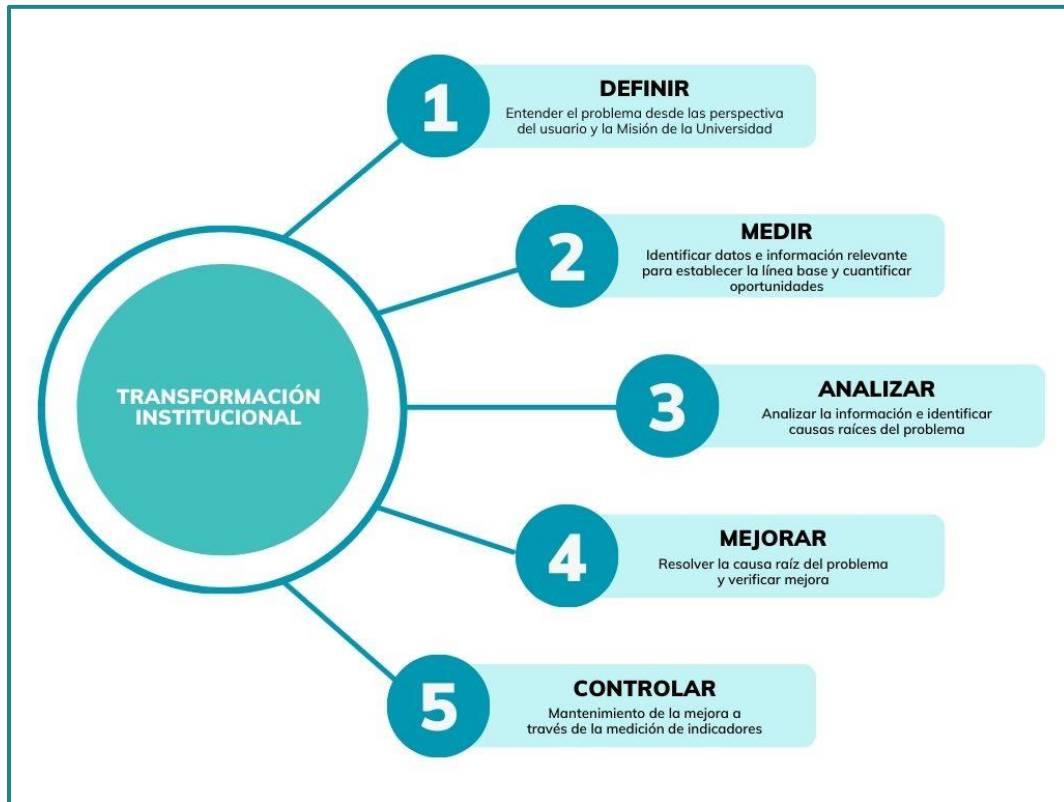 TRANSFORMACIÓN
INSTITUCIONAL
1
DEFINIR
Entender el problema desde las perspectiva
del usuario y la Misión de la Universidad
2
MEDIR
Identificar datos e información relevante
para establecer la línea base y cuantificar
oportunidades
3
ANALIZAR
Analizar la información e identificar
causas raíces del problema
4
MEJORAR
Resolver la causa raíz del problema
y verificar mejora
5
CONTROLAR
Mantenimiento de la mejora a
través de la medición de indicadores